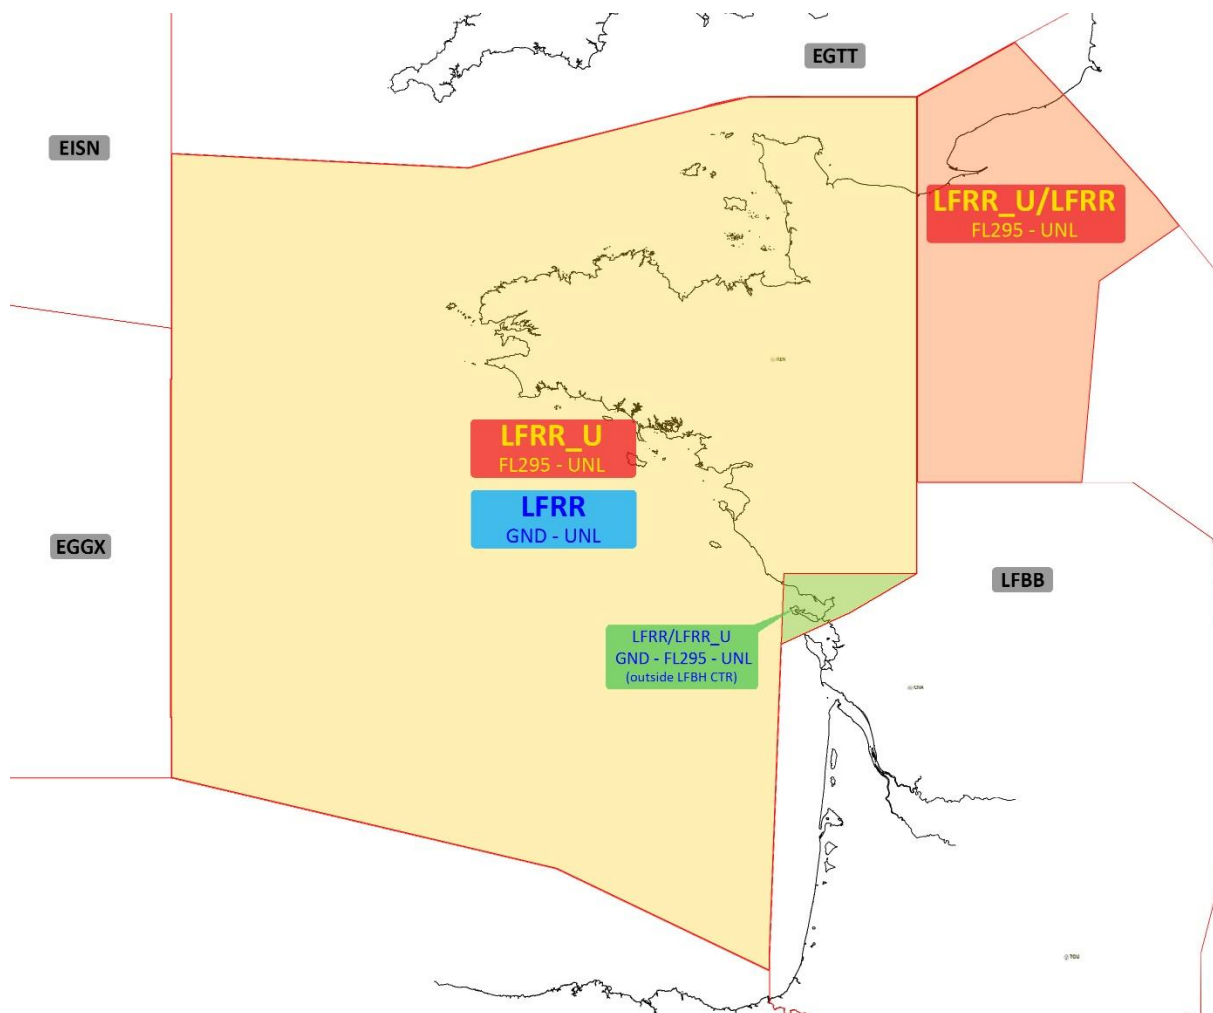 EGTT
EISN
LFRR_U/LFRR
FL295 - UNL
LFRR_U
FL295 - UNL
LFRR
GND - UNL
EGGX
LFBB
LFRR/LFRR_U
GND - FL295 - UNL
(outside LFBH CTR)
TOU